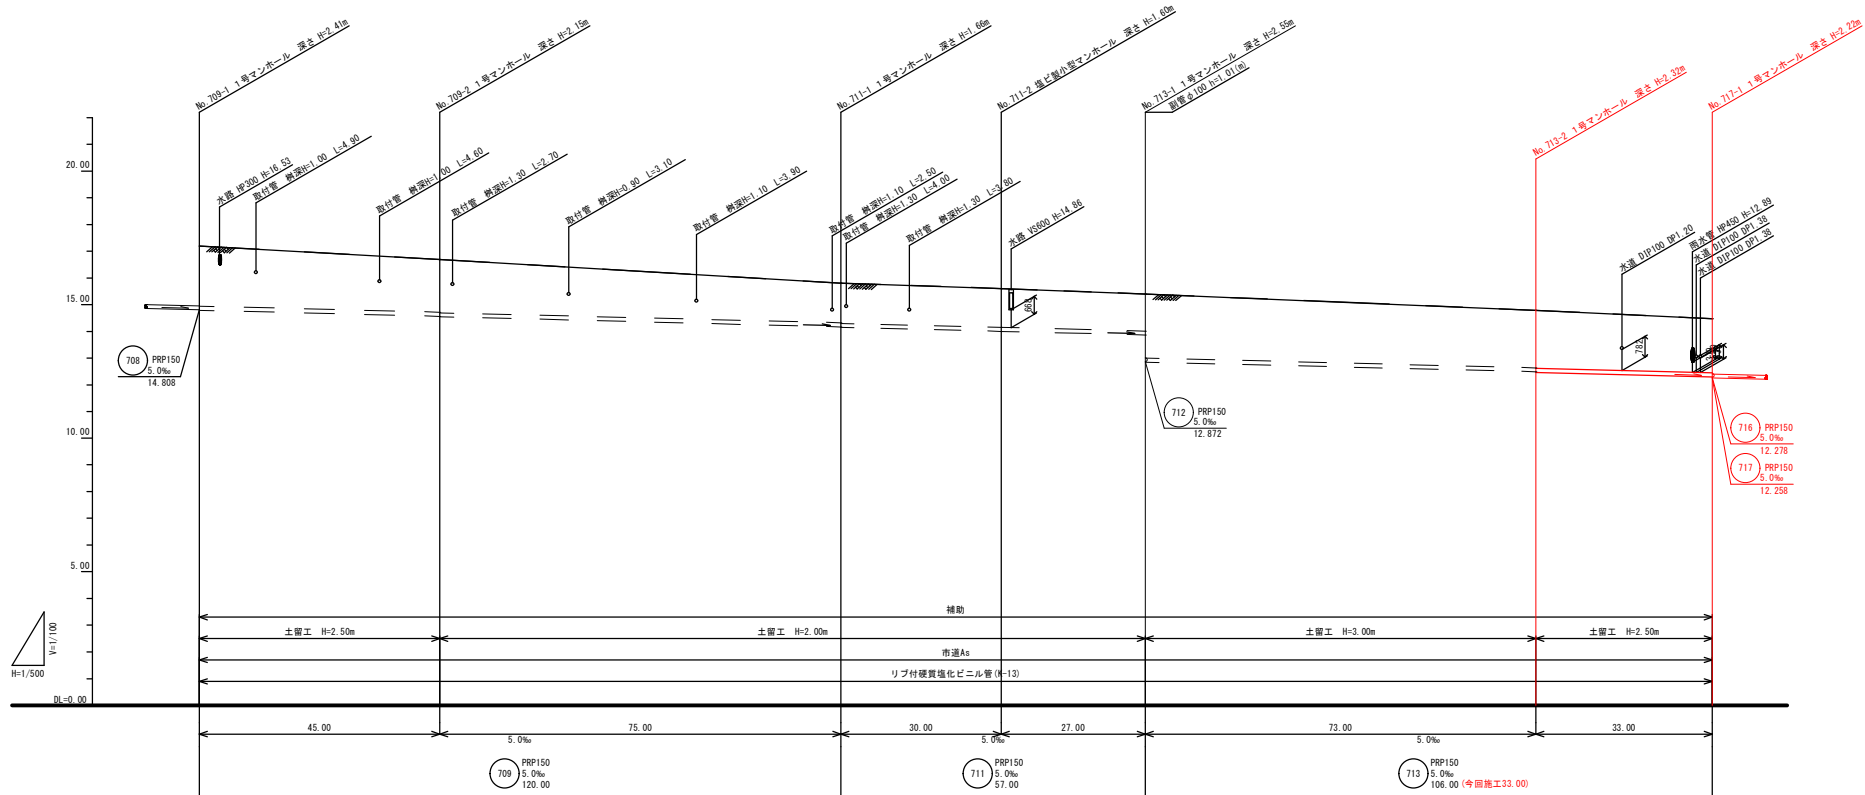 No.709-1 1号マンホール 深さ H=2.41m
No.709-2 1号マンホール 深さ H=2.15m
No.711-1 1号マンホール 深さ H=1.66m
No.711-2 塩ビ製小型マンホール 深さ H=1.60m
No.713-1 1号マンホール 深さ H=2.55m
副管φ100 h=1.01(m)
No.713-2 1号マンホール 深さ H=2.32m
No.717-1 1号マンホール 深さ H=2.22m
水路 HP300 H=16.53
取付管 桝深H=1.00 L=4.90
取付管 桝深H=1.00 L=4.60
取付管 桝深H=1.30 L=2.70
取付管 桝深H=0.90 L=3.10
取付管 桝深H=1.10 L=3.90
取付管 桝深H=1.10 L=2.50
取付管 桝深H=1.30 L=4.00
取付管 桝深H=1.30 L=3.80
水路 VS600 H=14.86
水道 DIP100 DP1.20
雨水管 HP450 H=12.89
水道 DIP100 DP1.38
水道 DIP100 DP1.38
20.00
15.00
10.00
5.00
DL=0.00
668
782
708 PRP150
5.0‰
14.808
712 PRP150
5.0‰
12.872
716 PRP150
5.0‰
12.278
717 PRP150
5.0‰
12.258
V=1/100
H=1/500
補助
土留工 H=2.50m
土留工 H=2.00m
土留工 H=3.00m
土留工 H=2.50m
市道As
リブ付硬質塩化ビニル管(K-13)
45.00
75.00
30.00
27.00
73.00
33.00
5.0‰
5.0‰
5.0‰
709 PRP150
5.0‰
120.00
711 PRP150
5.0‰
57.00
713 PRP150
5.0‰
106.00 (今回施工33.00)